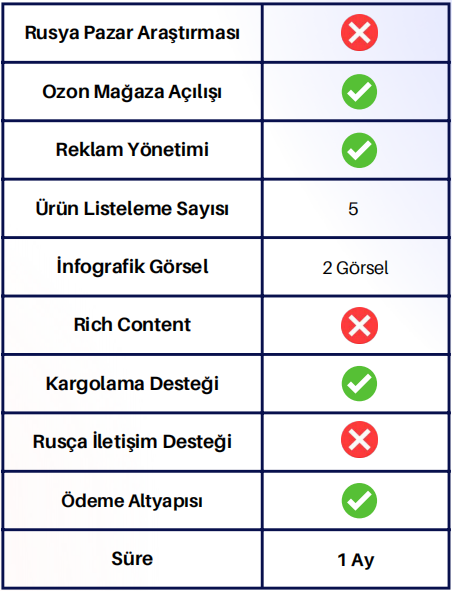 Rusya Pazar Araştırması
Ozon Mağaza Açılışı
Reklam Yönetimi
Ürün Listeleme Sayısı 5
İnfografik Görsel 2 Görsel
Rich Content
Kargolama Desteği
Rusça İletişim Desteği
Ödeme Altyapısı
Süre 1 Ay